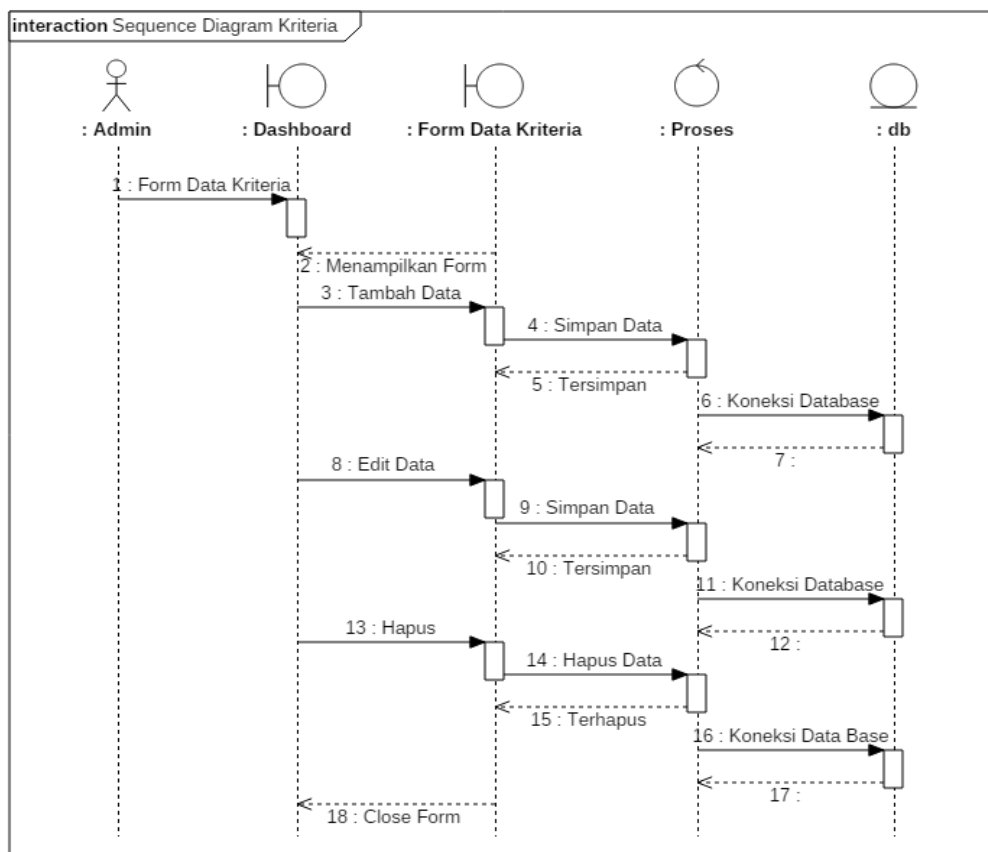 interaction Sequence Diagram Kriteria
: Admin
: Dashboard
: Form Data Kriteria
: Proses
: db
1 : Form Data Kriteria
2 : Menampilkan Form
3 : Tambah Data
4 : Simpan Data
5 : Tersimpan
6 : Koneksi Database
7 :
8 : Edit Data
9 : Simpan Data
10 : Tersimpan
11 : Koneksi Database
12 :
13 : Hapus
14 : Hapus Data
15 : Terhapus
16 : Koneksi Data Base
17 :
18 : Close Form